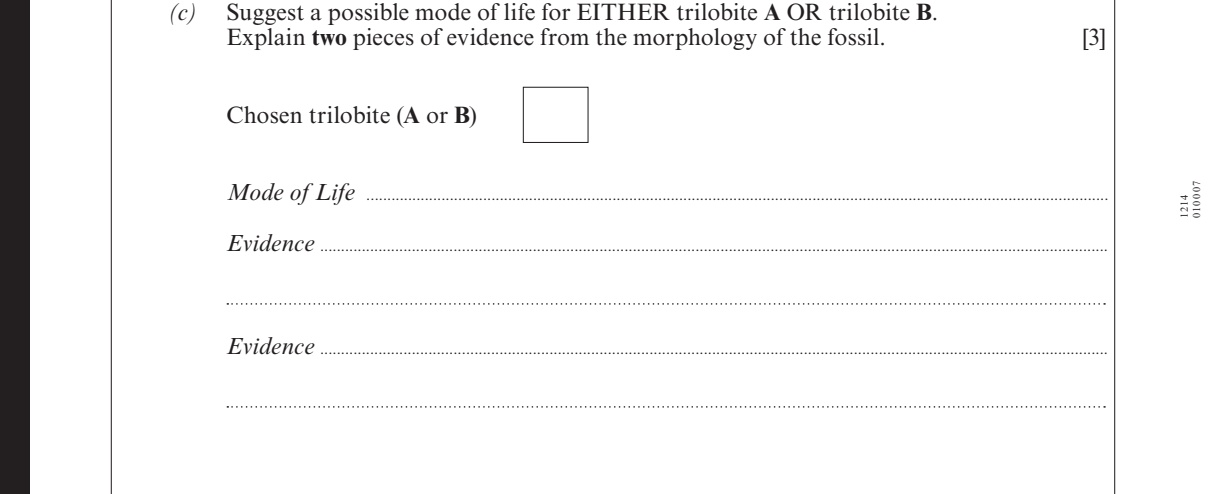 (c) Suggest a possible mode of life for EITHER trilobite A OR trilobite B.
Explain two pieces of evidence from the morphology of the fossil. [3]
Chosen trilobite (A or B)
Mode of Life
Evidence
Evidence
1214
010007